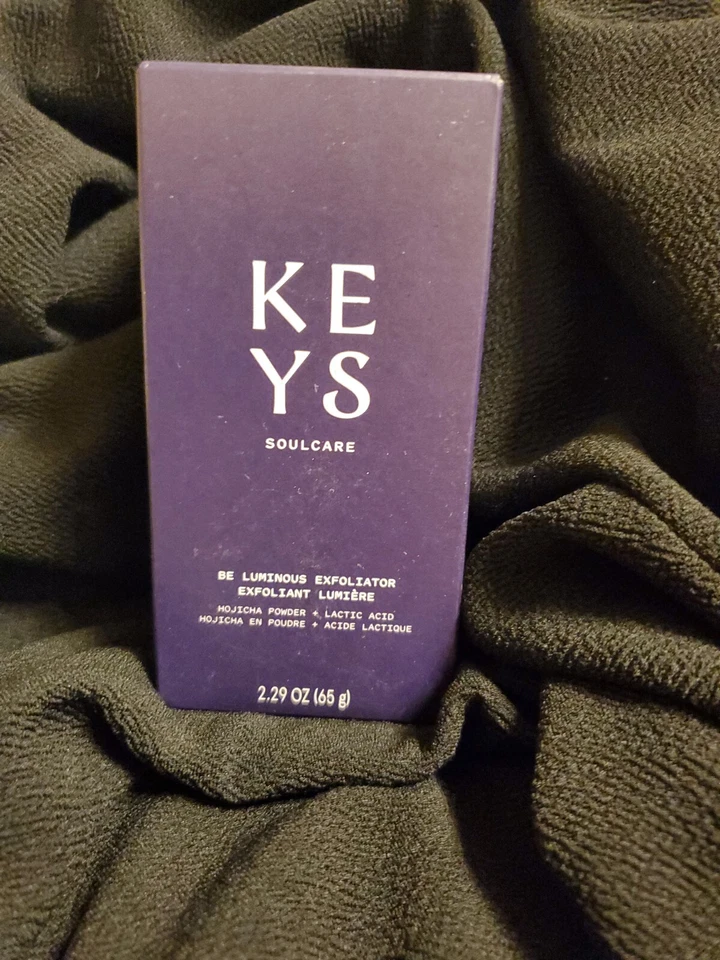 KE
YS
SOULCARE
BE LUMINOUS EXFOLIATOR
EXFOLIANT LUMIÈRE
HOJICHA POWDER + LACTIC ACID
HOJICHA EN POUDRE + ACIDE LACTIQUE
2.29 OZ (65 g)